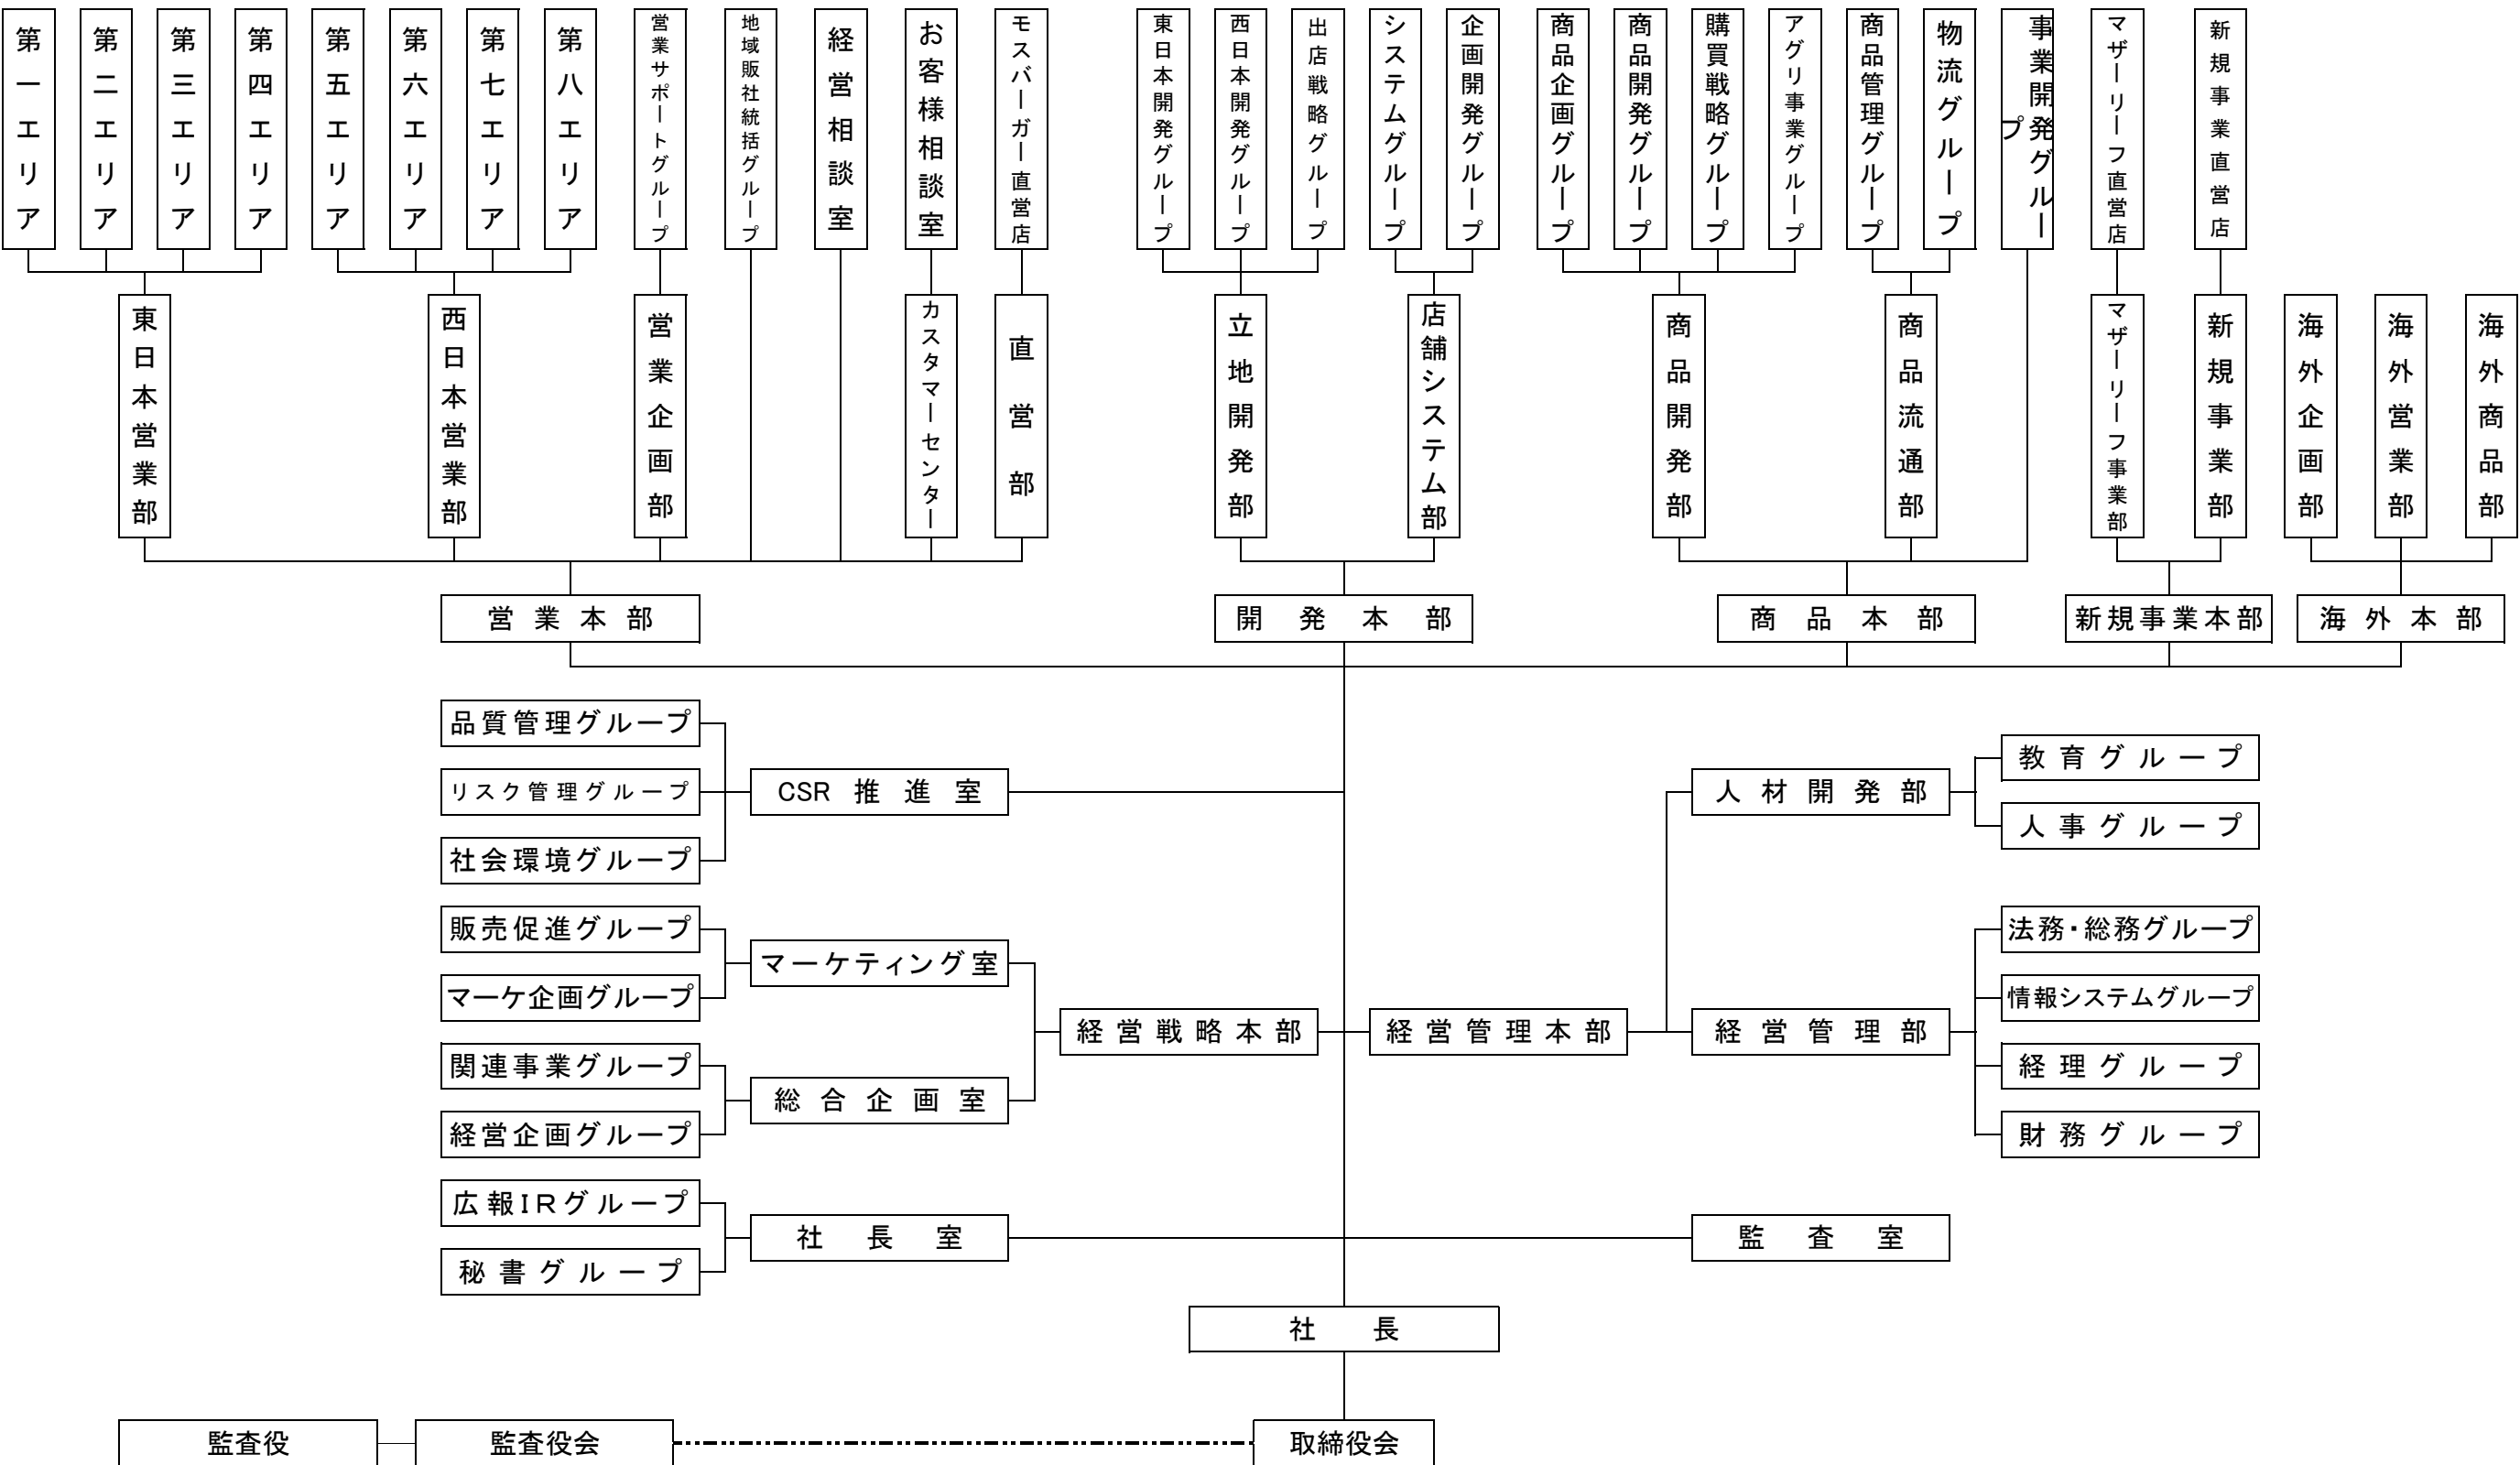 第一エリア
第二エリア
第三エリア
第四エリア
第五エリア
第六エリア
第七エリア
第八エリア
営業サポートグループ
地域販社統括グループ
経営相談室
お客様相談室
モスバーガー直営店
東日本開発グループ
西日本開発グループ
出店戦略グループ
システムグループ
企画開発グループ
商品企画グループ
商品開発グループ
購買戦略グループ
アグリ事業グループ
商品管理グループ
物流グループ
事業開発グルー
プ
マザーリーフ直営店
新規事業直営店
東日本営業部
西日本営業部
営業企画部
カスタマーセンター
直営部
立地開発部
店舗システム部
商品開発部
商品流通部
マザーリーフ事業部
新規事業部
海外企画部
海外営業部
海外商品部
営業本部
開発本部
商品本部
新規事業本部
海外本部
品質管理グループ
リスク管理グループ
社会環境グループ
CSR推進室
人材開発部
教育グループ
人事グループ
販売促進グループ
マーケ企画グループ
マーケティング室
関連事業グループ
経営企画グループ
総合企画室
経営戦略本部
経営管理本部
経営管理部
法務・総務グループ
情報システムグループ
経理グループ
財務グループ
広報IRグループ
秘書グループ
社長室
監査室
社長
監査役
監査役会
取締役会